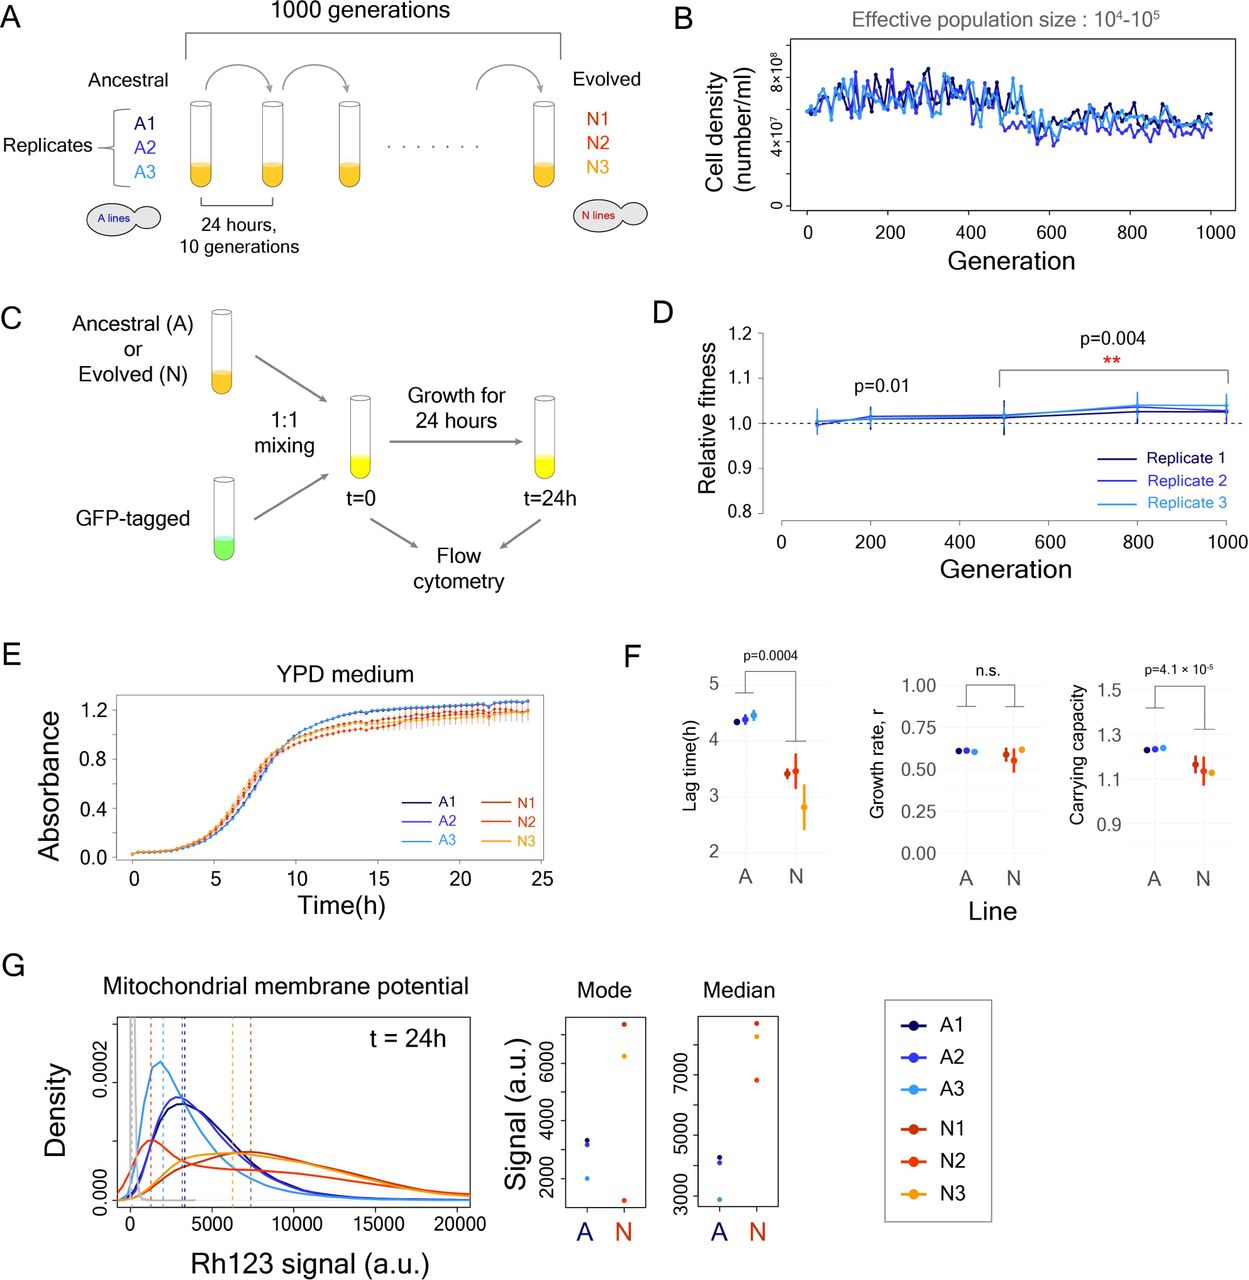 A
1000 generations
Ancestral
Evolved
Replicates
A1
A2
A3
N1
N2
N3
A lines
N lines
24 hours,
10 generations
B
Effective population size : 10⁴-10⁵
Cell density
(number/ml)
8×10⁸
4×10⁷
0
0 200 400 600 800 1000
Generation
C
Ancestral (A)
or
Evolved (N)
1:1
mixing
GFP-tagged
Growth for
24 hours
t=0
t=24h
Flow
cytometry
D
Relative fitness
1.2
1.1
1.0
0.9
0.8
p=0.01
p=0.004
**
Replicate 1
Replicate 2
Replicate 3
0 200 400 600 800 1000
Generation
E
YPD medium
Absorbance
1.2
0.8
0.4
0.0
A1 N1
A2 N2
A3 N3
0 5 10 15 20 25
Time(h)
F
p=0.0004
Lag time(h)
5
4
3
2
A N
n.s.
Growth rate, r
1.00
0.75
0.50
0.25
0.00
A N
p=4.1 × 10⁻⁵
Carrying capacity
1.5
1.3
1.1
0.9
A N
Line
G
Mitochondrial membrane potential
t = 24h
Density
0.0002
0.000
0 5000 10000 15000 20000
Rh123 signal (a.u.)
Mode
Signal (a.u.)
6000
4000
2000
A N
Median
7000
5000
3000
A N
A1
A2
A3
N1
N2
N3